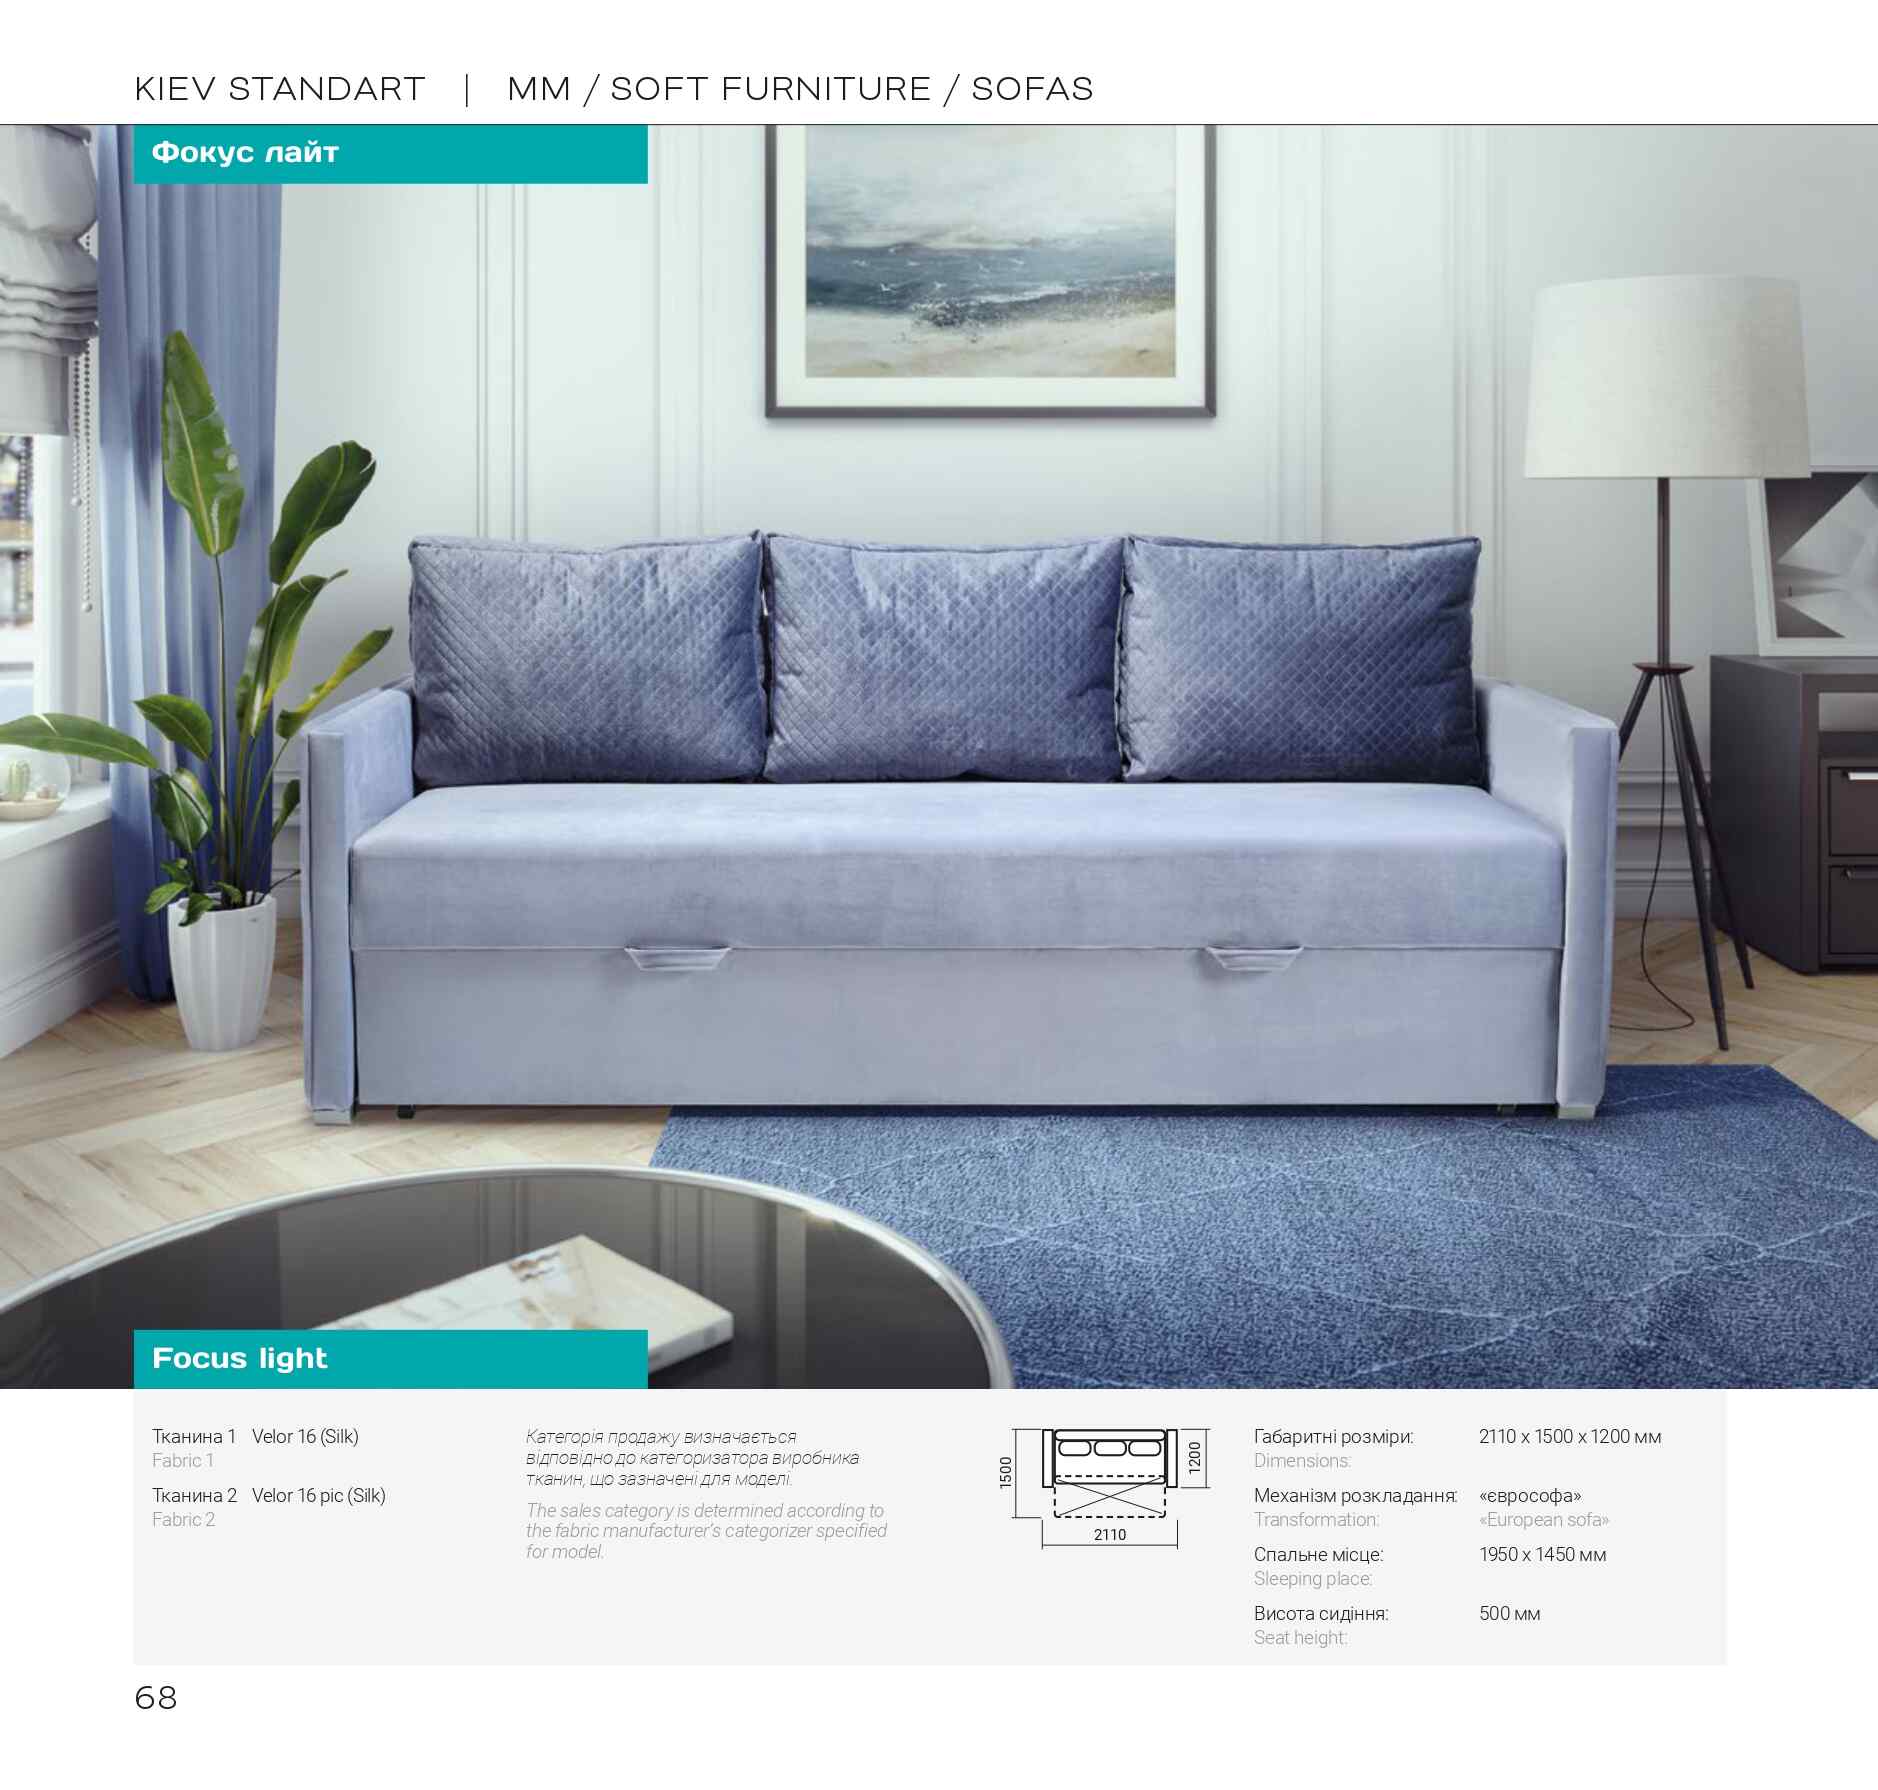 KIEV STANDART | MM / SOFT FURNITURE / SOFAS
Фокус лайт
Focus light
Тканина 1 Velor 16 (Silk)
Fabric 1
Тканина 2 Velor 16 pic (Silk)
Fabric 2
Категорія продажу визначається
відповідно до категоризатора виробника
тканин, що зазначені для моделі.
The sales category is determined according to
the fabric manufacturer's categorizer specified
for model.
1500
1200
2110
Габаритні розміри: 2110 x 1500 x 1200 мм
Dimensions:
Механізм розкладання: «єврософа»
Transformation: «European sofa»
Спальне місце: 1950 x 1450 мм
Sleeping place:
Висота сидіння: 500 мм
Seat height:
68